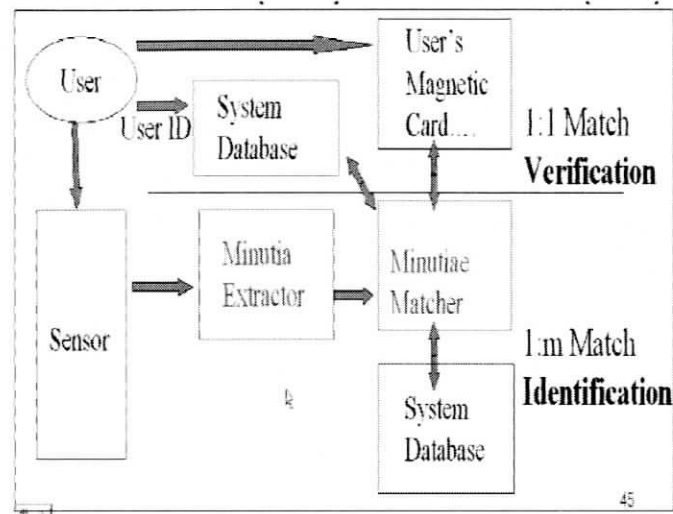 User
User's
Magnetic
Card....
User ID
System
Database
1:1 Match
Verification
Sensor
Minutia
Extractor
Minutiae
Matcher
1:m Match
Identification
System
Database
45